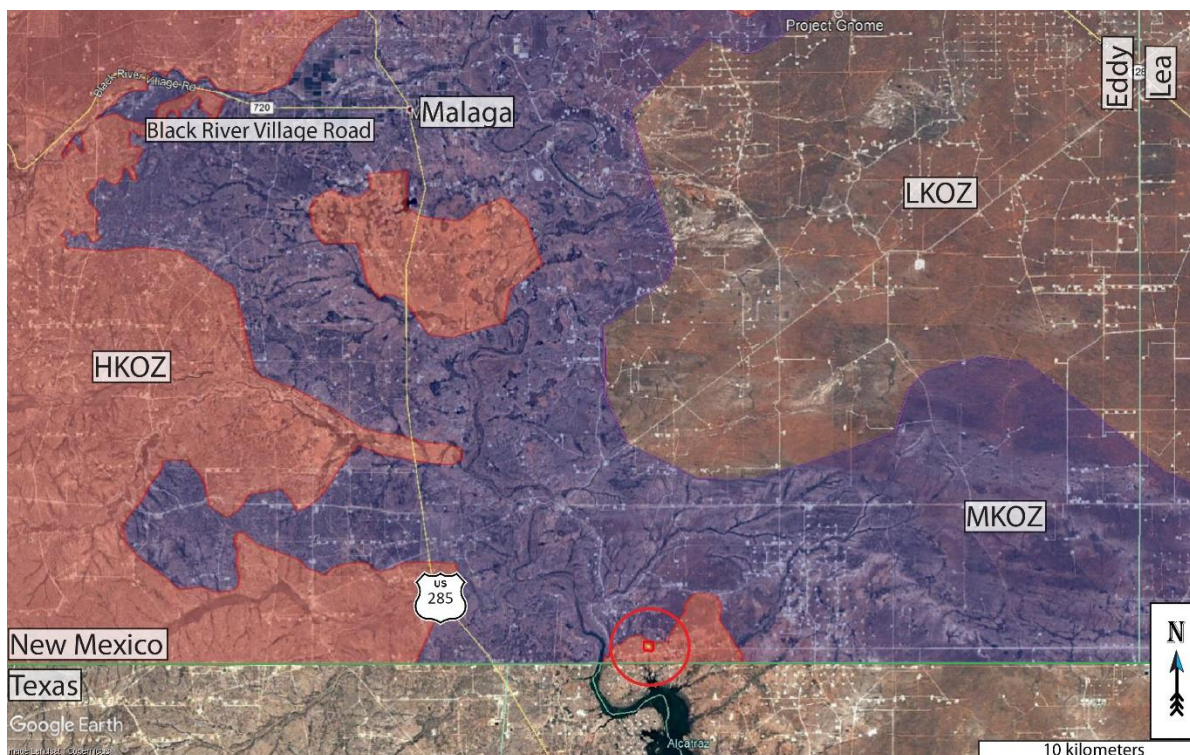 Project Gnome
Eddy
Lea
Black River Village Rd
720
Malaga
Black River Village Road
LKOZ
HKOZ
MKOZ
US
285
New Mexico
N
Texas
Google Earth
Alcatraz
10 kilometers